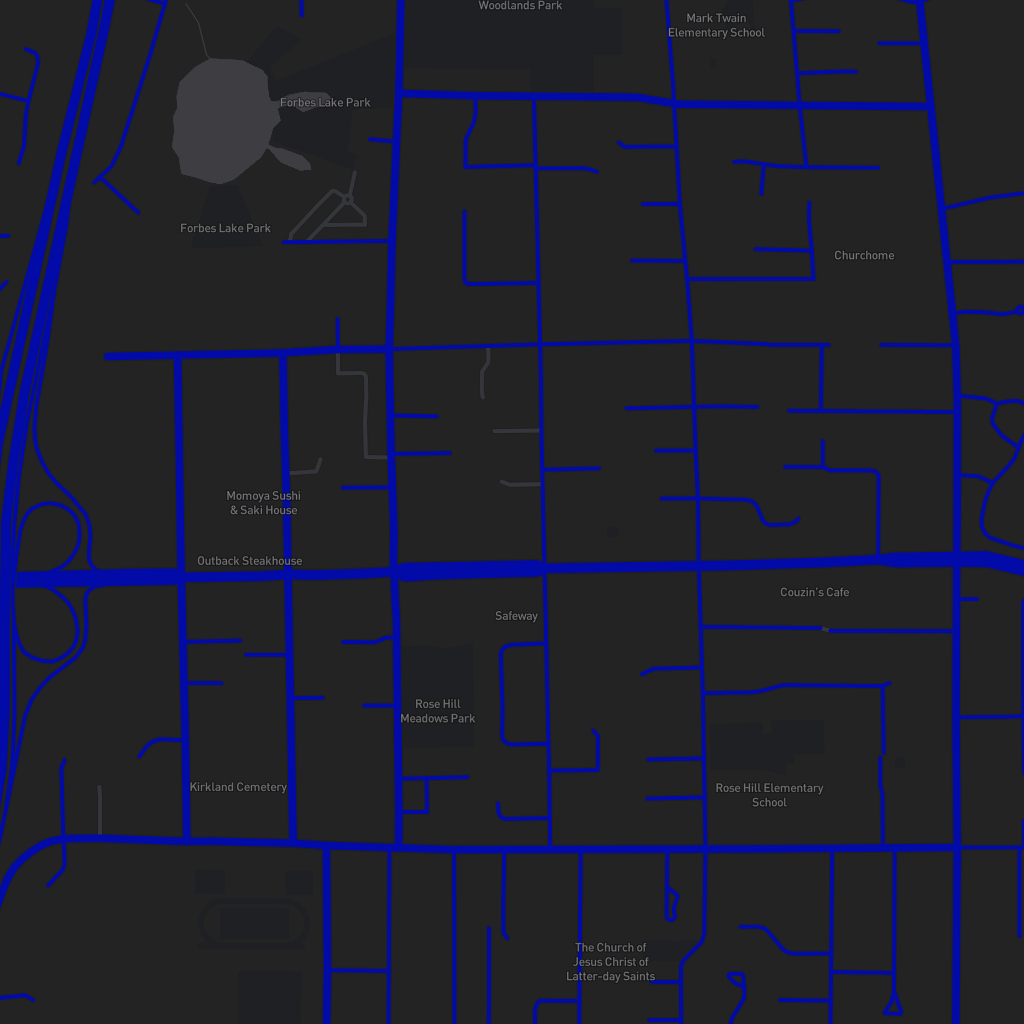 Woodlands Park
Mark Twain
Elementary School
Forbes Lake Park
Forbes Lake Park
Churchome
Momoya Sushi
& Saki House
Outback Steakhouse
Couzin's Cafe
Safeway
Rose Hill
Meadows Park
Kirkland Cemetery
Rose Hill Elementary
School
The Church of
Jesus Christ of
Latter-day Saints